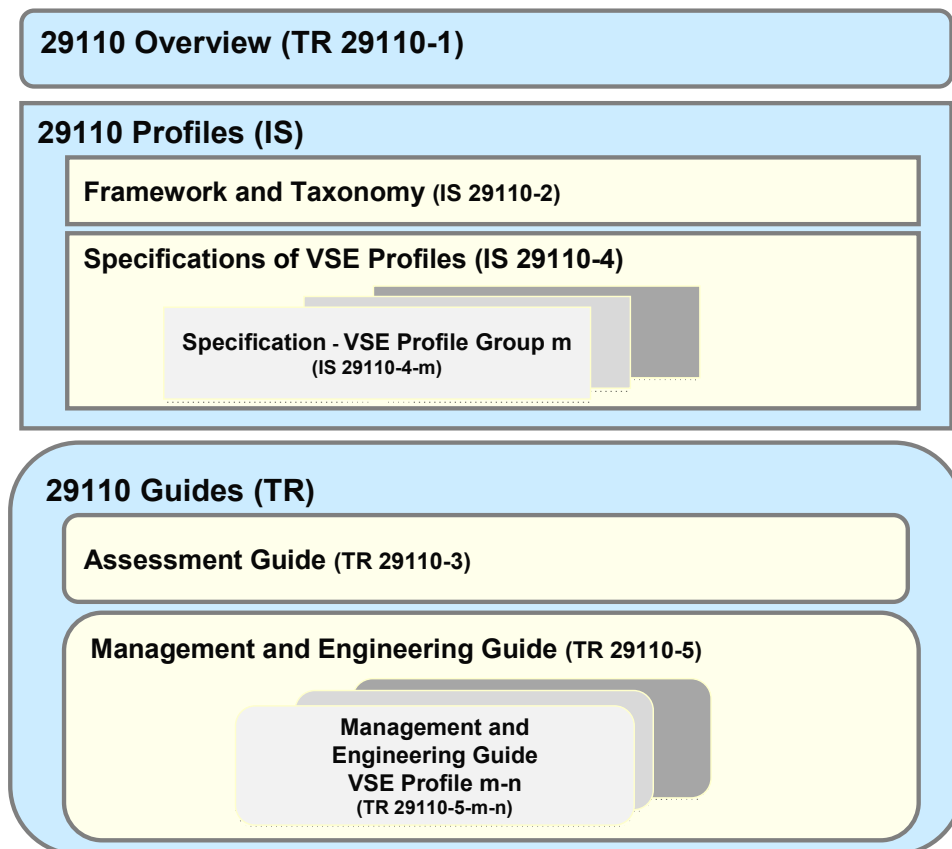 29110 Overview (TR 29110-1)
29110 Profiles (IS)
Framework and Taxonomy (IS 29110-2)
Specifications of VSE Profiles (IS 29110-4)
Specification - VSE Profile Group m
(IS 29110-4-m)
29110 Guides (TR)
Assessment Guide (TR 29110-3)
Management and Engineering Guide (TR 29110-5)
Management and
Engineering Guide
VSE Profile m-n
(TR 29110-5-m-n)